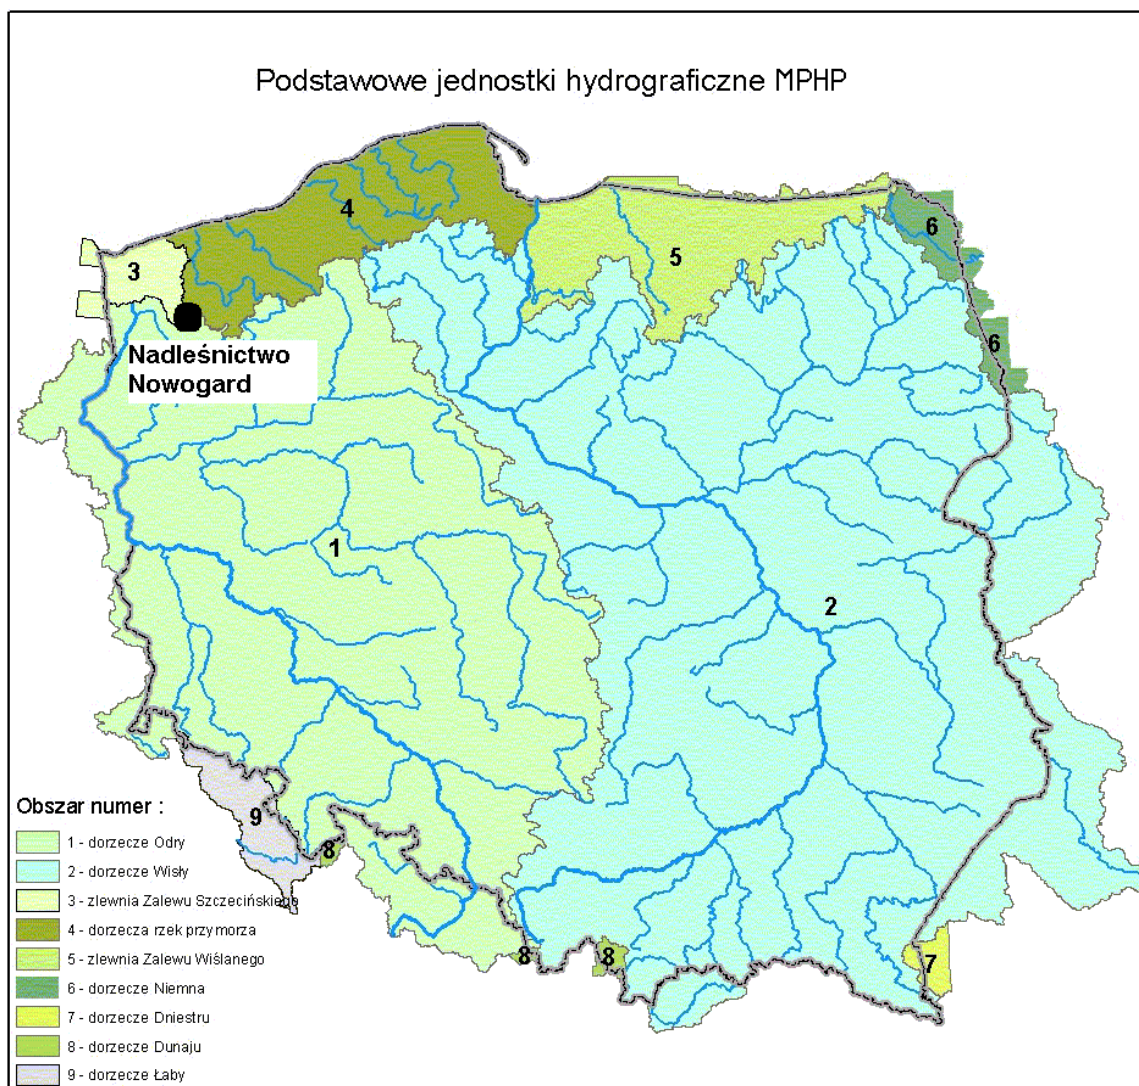 Podstawowe jednostki hydrograficzne MPHP
4
6
3
5
Nadleśnictwo
Nowogard
6
1
2
Obszar numer :
1 - dorzecze Odry
2 - dorzecze Wisły
3 - zlewnia Zalewu Szczecińskiego
4 - dorzecza rzek przymorza
5 - zlewnia Zalewu Wiślanego
6 - dorzecze Niemna
7 - dorzecze Dniestru
8 - dorzecze Dunaju
9 - dorzecze Łaby
9
8
8
8
7